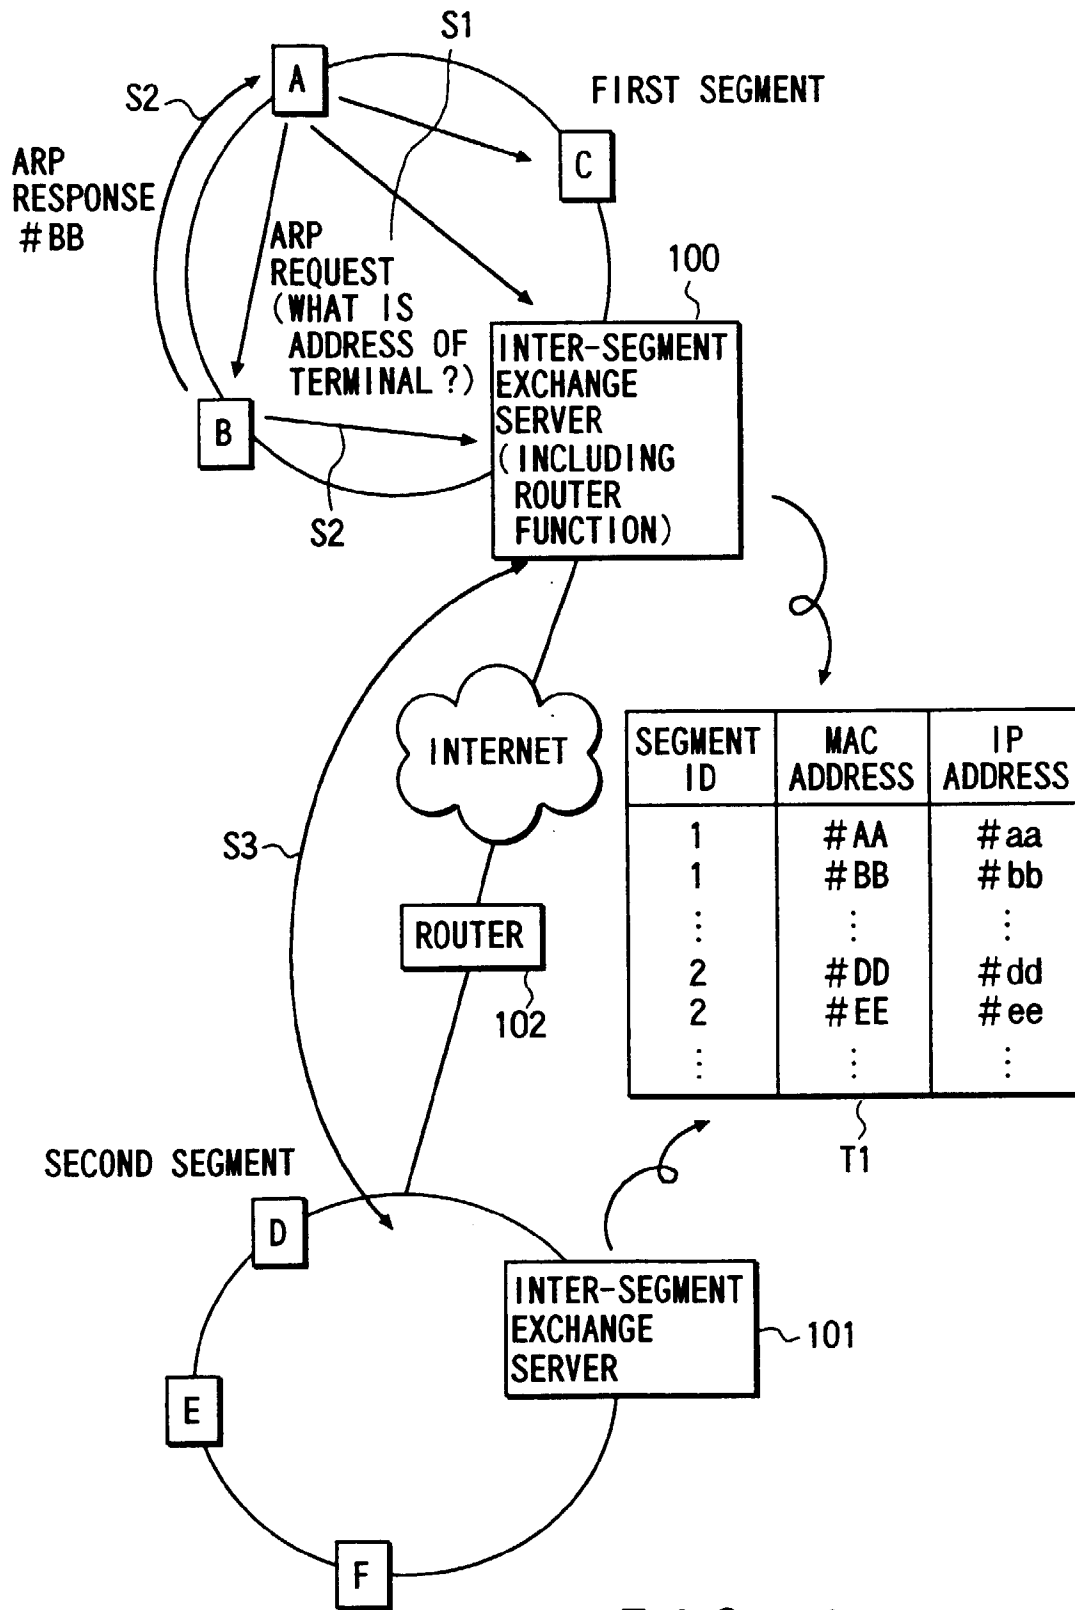 S1
A
S2
FIRST SEGMENT
C
ARP
RESPONSE
#BB
ARP
REQUEST
(WHAT IS
ADDRESS OF
TERMINAL?)
100
INTER-SEGMENT
EXCHANGE
SERVER
(INCLUDING
ROUTER
FUNCTION)
B
S2
INTERNET
SEGMENT ID MAC ADDRESS IP ADDRESS
1 #AA #aa
1 #BB #bb
⋮ ⋮ ⋮
2 #DD #dd
2 #EE #ee
⋮ ⋮ ⋮
S3
ROUTER
102
T1
SECOND SEGMENT
D
INTER-SEGMENT
EXCHANGE
SERVER
101
E
F